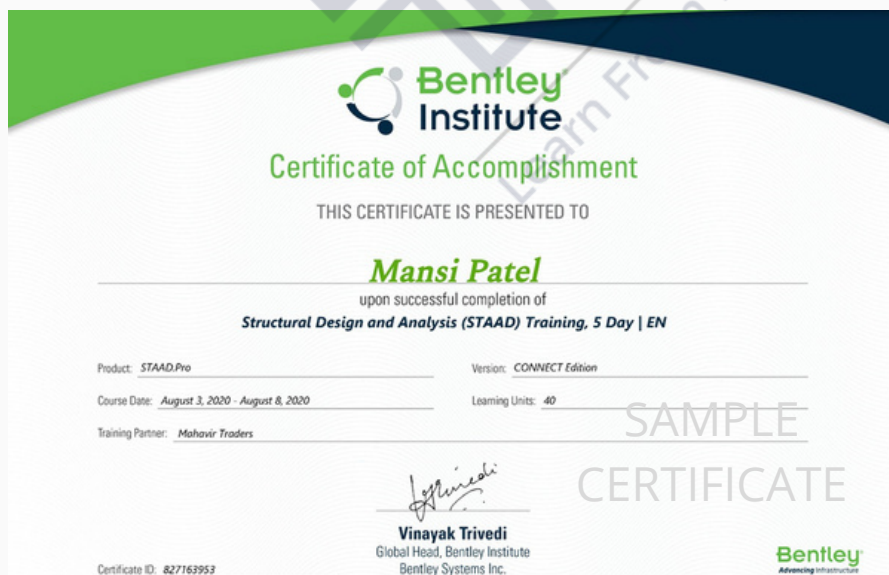 Learn Fro
Bentley
Institute
Certificate of Accomplishment
THIS CERTIFICATE IS PRESENTED TO
Mansi Patel
upon successful completion of
Structural Design and Analysis (STAAD) Training, 5 Day | EN
Product: STAAD.Pro
Version: CONNECT Edition
Course Date: August 3, 2020 - August 8, 2020
Learning Units: 40
Training Partner: Mahavir Traders
SAMPLE
CERTIFICATE
Vinayak Trivedi
Global Head, Bentley Institute
Bentley Systems Inc.
Certificate ID: 827163953
Bentley
Advancing Infrastructure